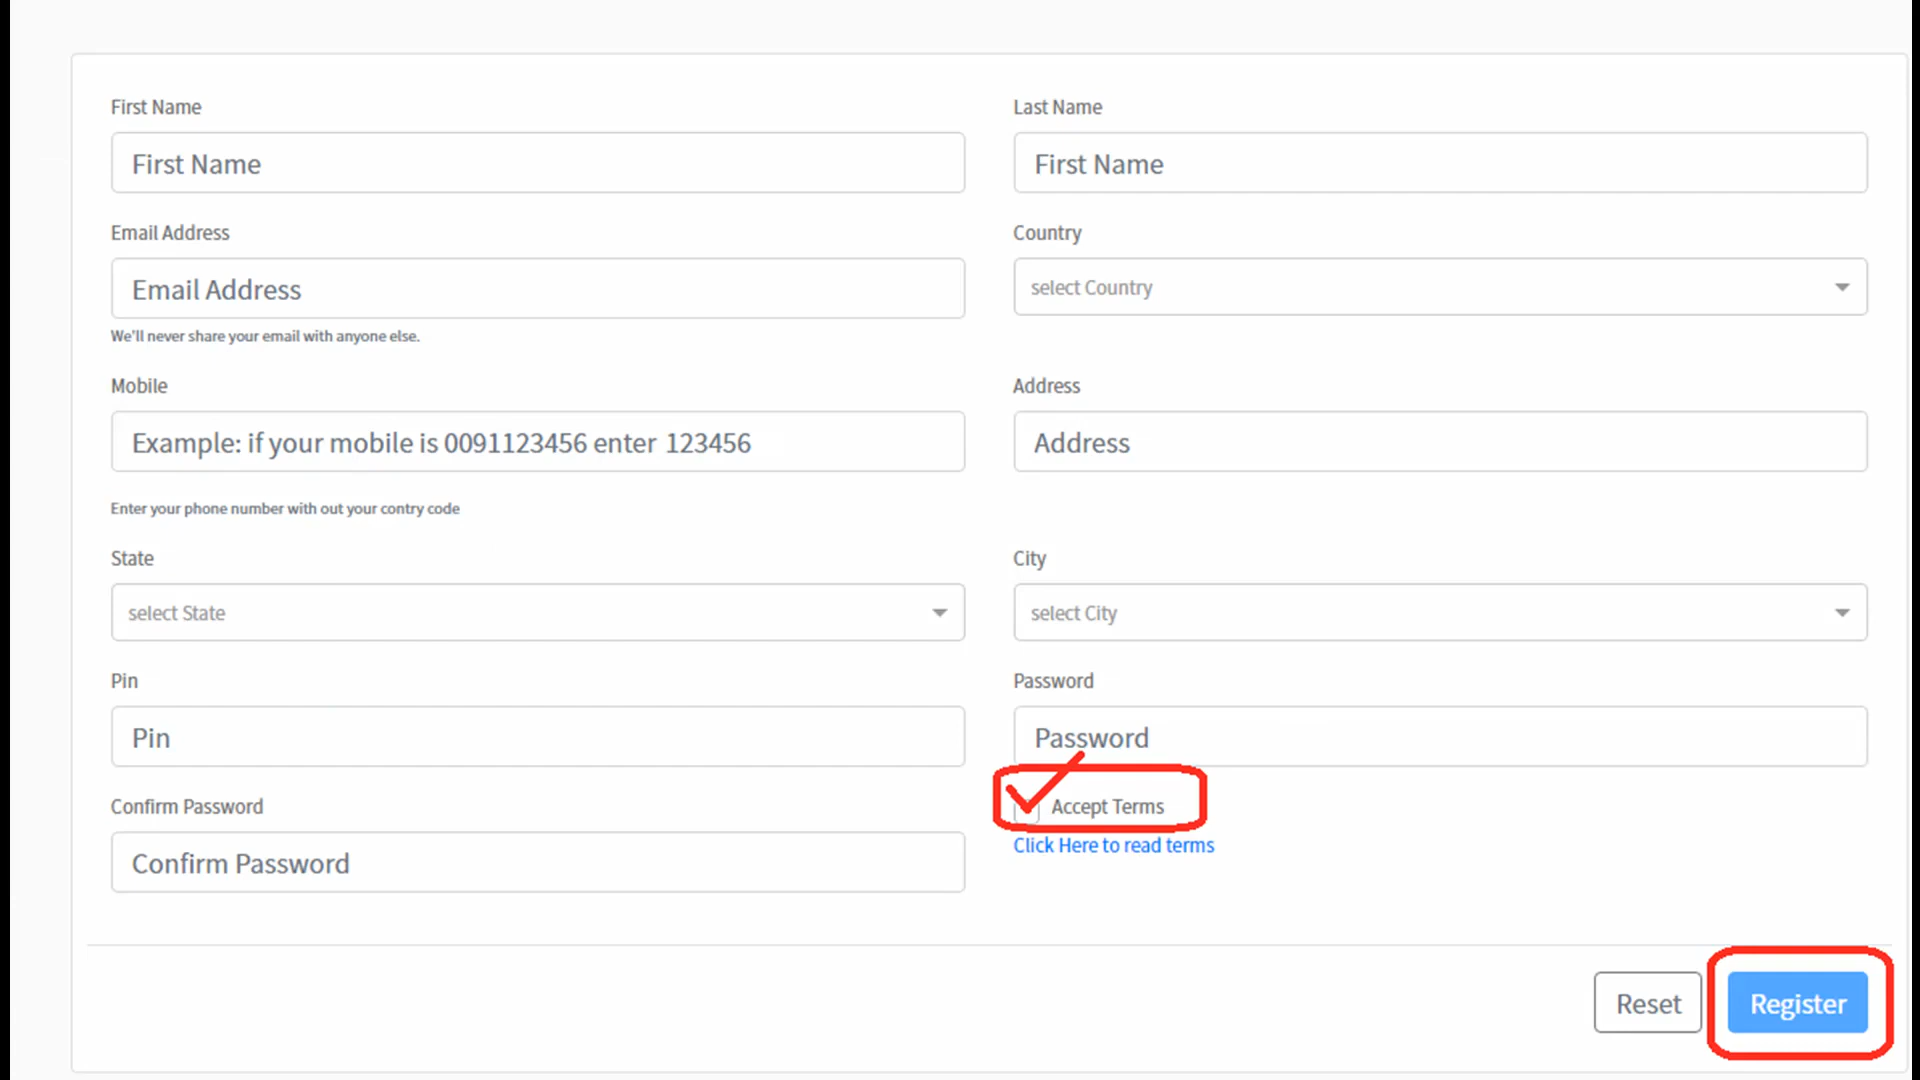 First Name
Last Name
First Name
First Name
Email Address
Country
Email Address
select Country
We'll never share your email with anyone else.
Mobile
Address
Example: if your mobile is 0091123456 enter 123456
Address
Enter your phone number with out your contry code
State
City
select State
select City
Pin
Password
Pin
Password
Confirm Password
Accept Terms
Click Here to read terms
Confirm Password
Reset
Register